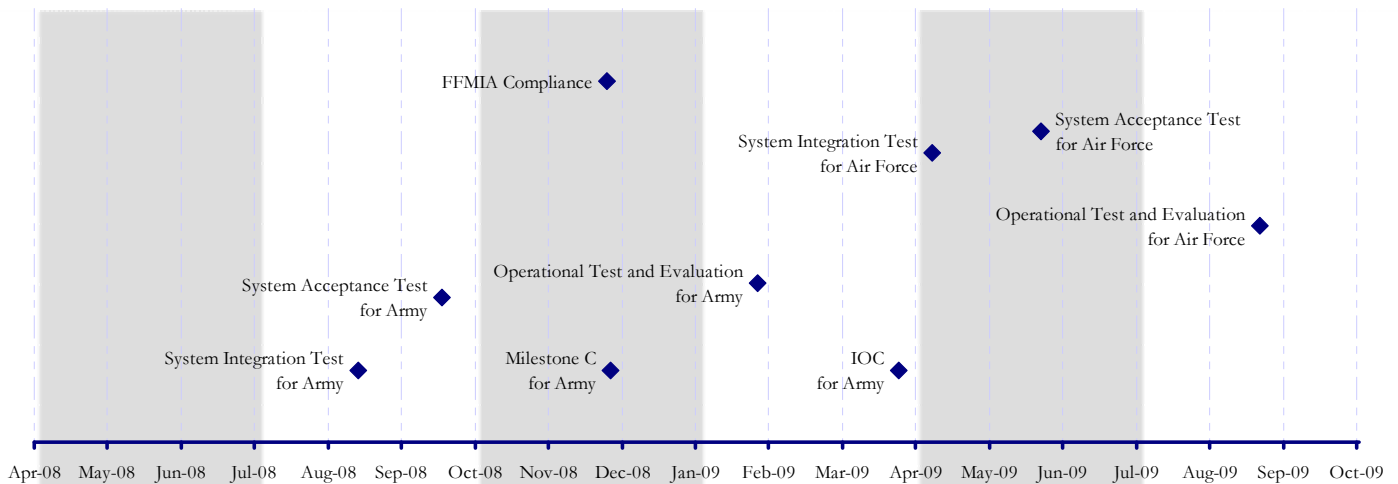 FFMIA Compliance
System Acceptance Test
for Air Force
System Integration Test
for Air Force
Operational Test and Evaluation
for Air Force
Operational Test and Evaluation
for Army
System Acceptance Test
for Army
System Integration Test
for Army
Milestone C
for Army
IOC
for Army
Apr-08 May-08 Jun-08 Jul-08 Aug-08 Sep-08 Oct-08 Nov-08 Dec-08 Jan-09 Feb-09 Mar-09 Apr-09 May-09 Jun-09 Jul-09 Aug-09 Sep-09 Oct-09